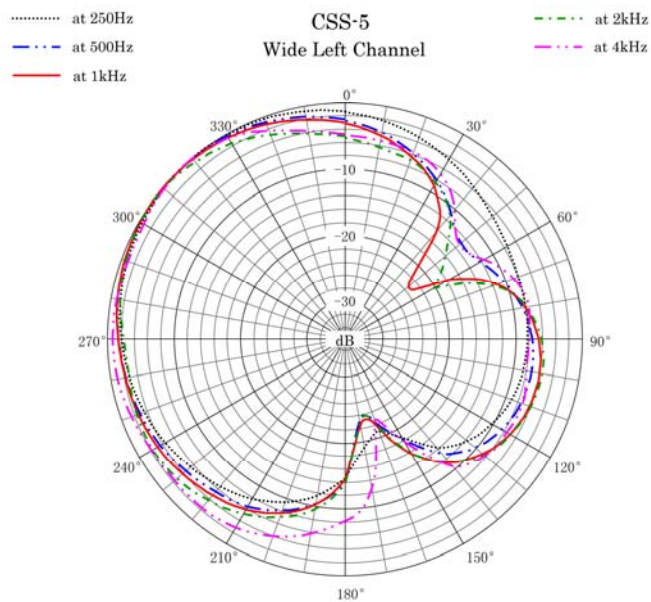 CSS-5
Wide Left Channel
at 250Hz
at 500Hz
at 1kHz
at 2kHz
at 4kHz
0°
330°
30°
-10
300°
60°
-20
-30
270°
dB
90°
240°
120°
210°
150°
180°